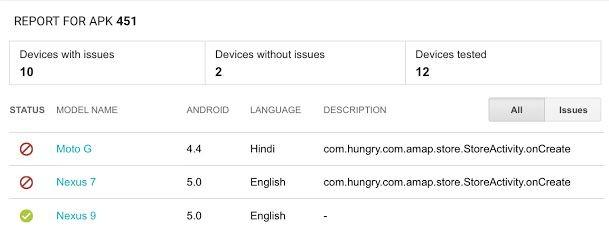 REPORT FOR APK 451
Devices with issues Devices without issues Devices tested
10 2 12
STATUS MODEL NAME ANDROID LANGUAGE DESCRIPTION All Issues
Moto G 4.4 Hindi com.hungry.com.amap.store.StoreActivity.onCreate
Nexus 7 5.0 English com.hungry.com.amap.store.StoreActivity.onCreate
Nexus 9 5.0 English -